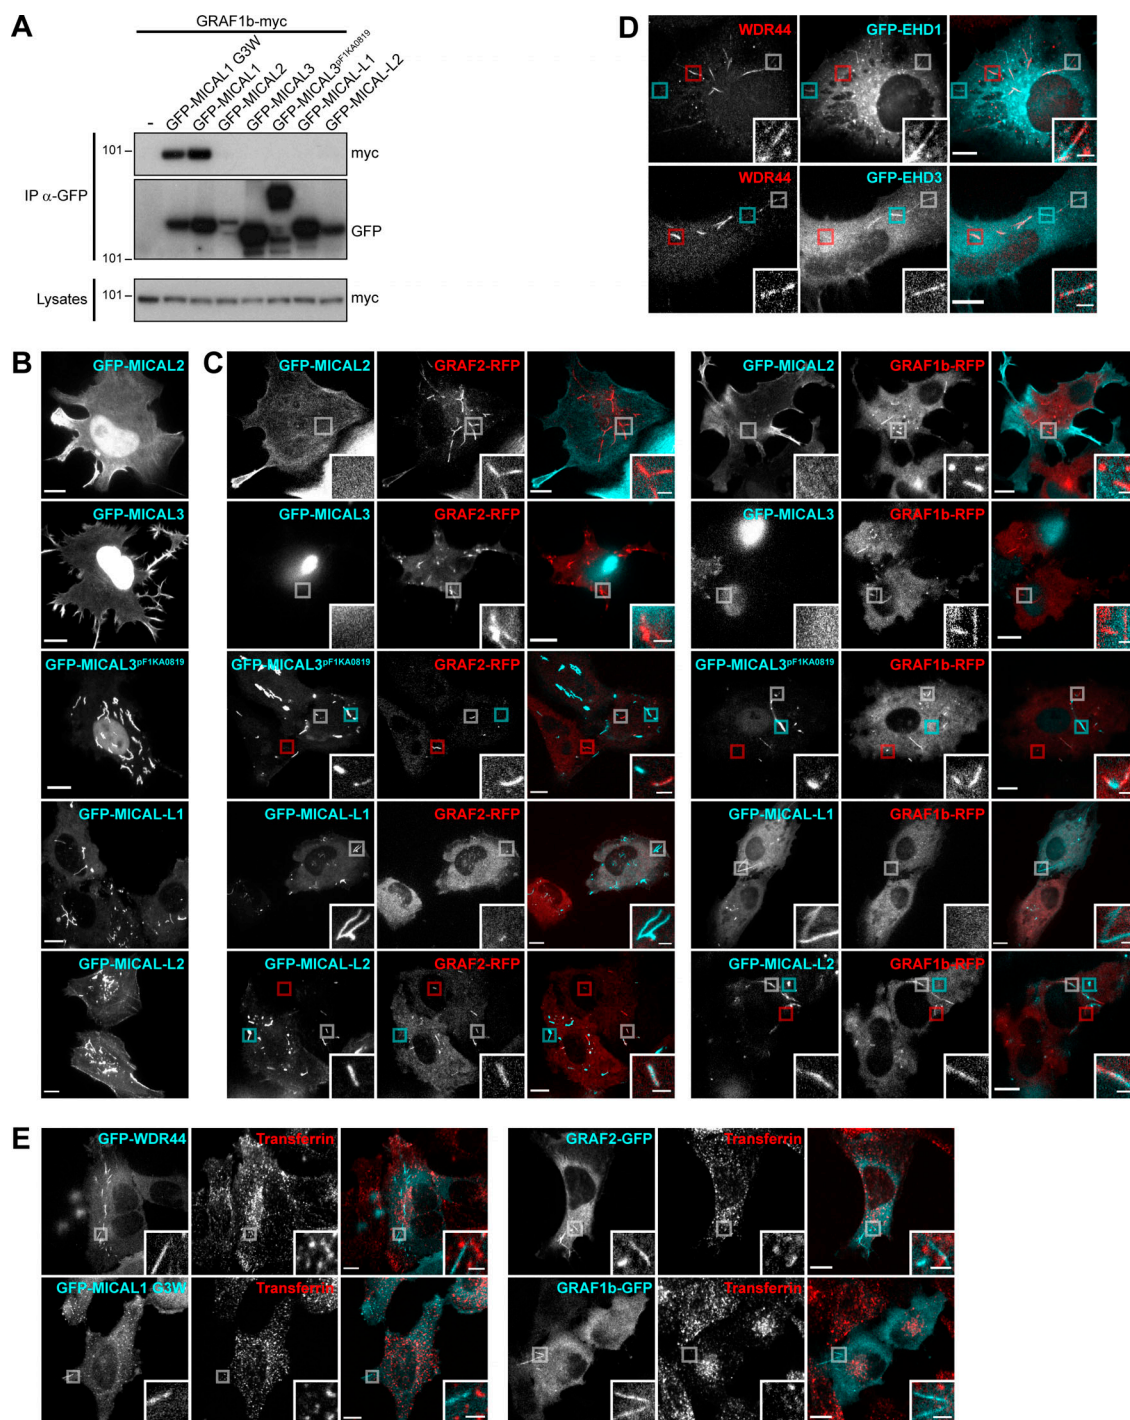 A
GRAF1b-myc
-
GFP-MICAL1 G3W
GFP-MICAL1
GFP-MICAL2
GFP-MICAL3
GFP-MICAL3pF1KA0819
GFP-MICAL-L1
GFP-MICAL-L2
IP α-GFP
101
myc
GFP
101
Lysates
101
myc
D
WDR44 GFP-EHD1
WDR44 GFP-EHD3
B C
GFP-MICAL2 GFP-MICAL2 GRAF2-RFP GFP-MICAL2 GRAF1b-RFP
GFP-MICAL3 GFP-MICAL3 GRAF2-RFP GFP-MICAL3 GRAF1b-RFP
GFP-MICAL3pF1KA0819 GFP-MICAL3pF1KA0819 GRAF2-RFP GFP-MICAL3pF1KA0819 GRAF1b-RFP
GFP-MICAL-L1 GFP-MICAL-L1 GRAF2-RFP GFP-MICAL-L1 GRAF1b-RFP
GFP-MICAL-L2 GFP-MICAL-L2 GRAF2-RFP GFP-MICAL-L2 GRAF1b-RFP
E
GFP-WDR44 Transferrin GRAF2-GFP Transferrin
GFP-MICAL1 G3W Transferrin GRAF1b-GFP Transferrin